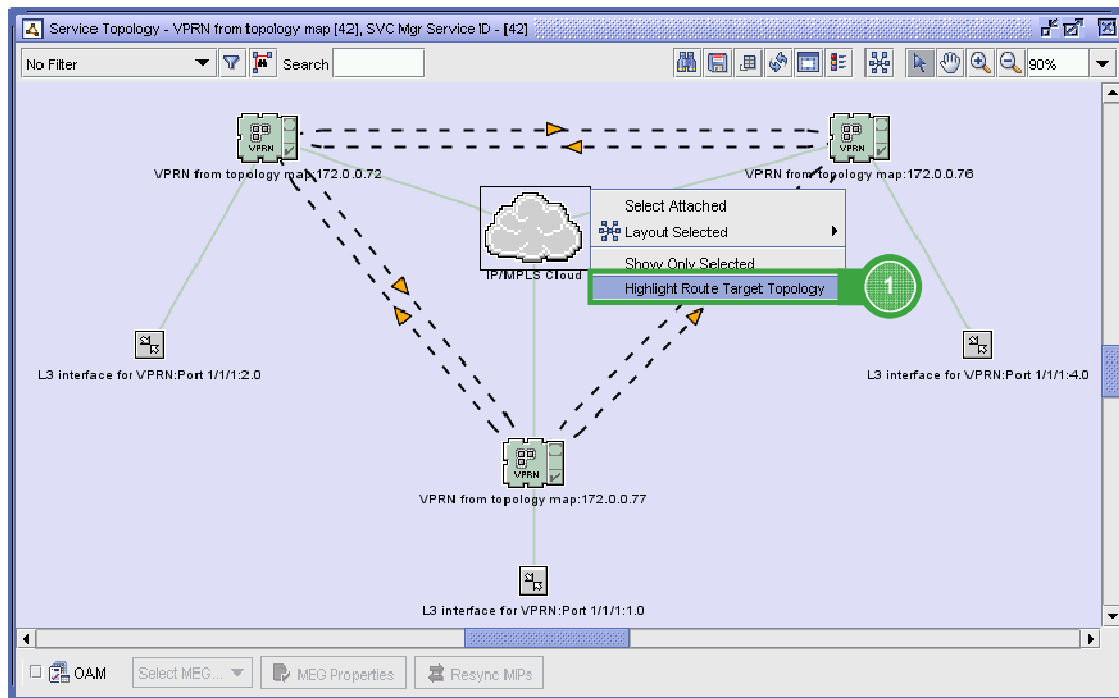 Service Topology - VPRN from topology map [42], SVC Mgr Service ID - [42]
No Filter
Search
90%
VPRN
VPRN
VPRN from topology map:172.0.0.72
VPRN from topology map:172.0.0.76
Select Attached
Layout Selected
Show Only Selected
Highlight Route Target Topology
1
IP/MPLS Cloud
L3 interface for VPRN:Port 1/1/1:2.0
L3 interface for VPRN:Port 1/1/1:4.0
VPRN
VPRN from topology map:172.0.0.77
L3 interface for VPRN:Port 1/1/1:1.0
OAM
Select MEG...
MEG Properties
Resync MIPs